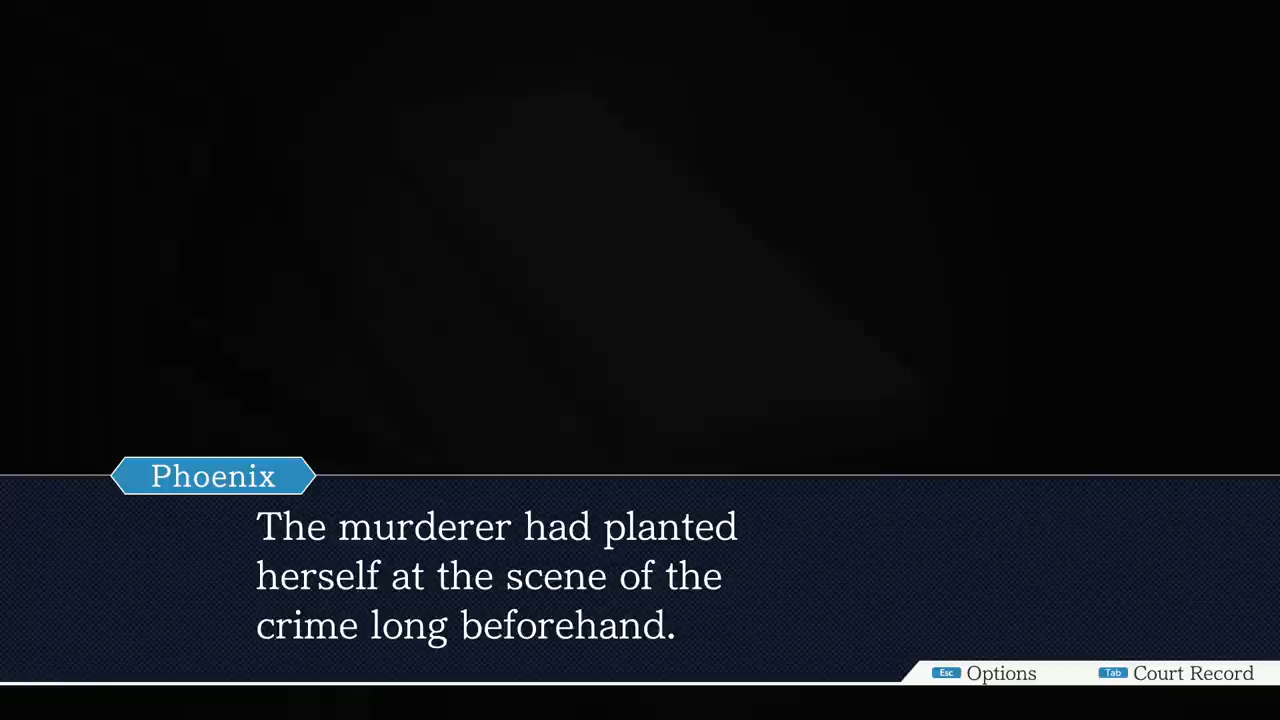 Phoenix
The murderer had planted
herself at the scene of the
crime long beforehand.
Esc Options Tab Court Record